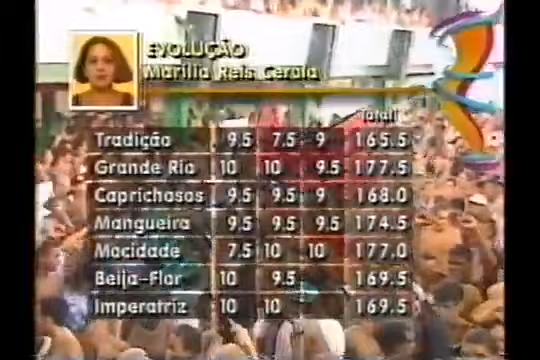 EVOLUÇÃO
Marilia Reis Cerala
Total
Tradição 9.5 7.5 9 165.5
Grande Rio 10 10 9.5 177.5
Caprichosos 9.5 9.5 9 168.0
Mangueira 9.5 9.5 9.5 174.5
Mocidade 7.5 10 10 177.0
Beija-Flor 10 9.5 169.5
Imperatriz 10 10 169.5